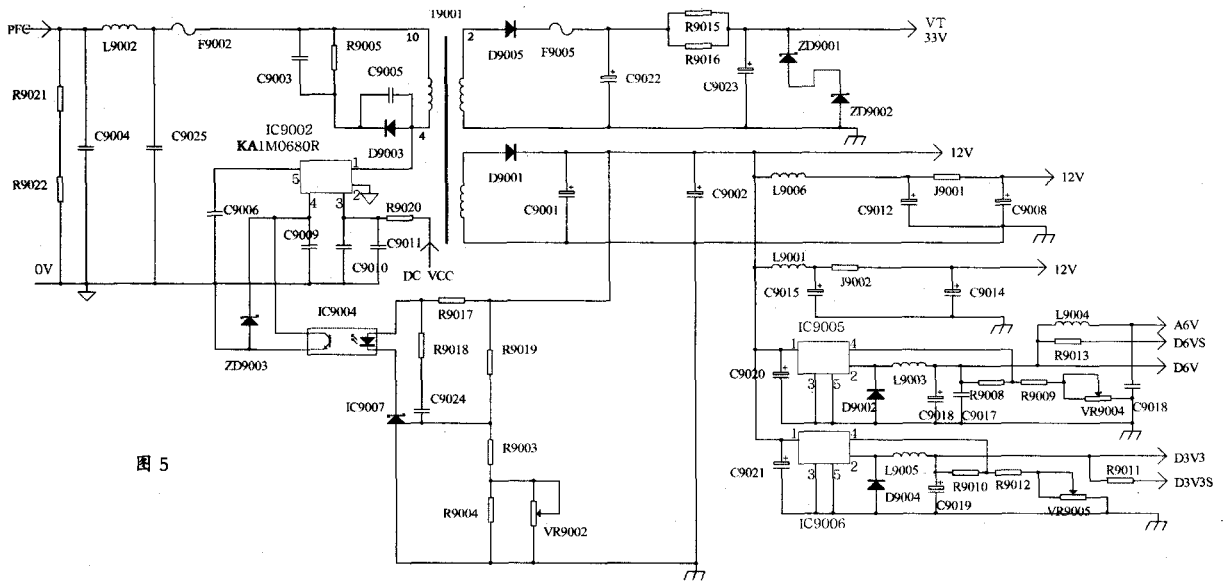 PFC
L9002
F9002
R9005
C9003
C9005
10
T9001
2
D9005
F9005
R9015
R9016
C9022
C9023
ZD9001
ZD9002
VT
33V
R9021
C9004
C9025
R9022
IC9002
KA1M0680R
D9003
4
5
1
2
4
3
C9006
C9009
C9010
C9011
R9020
DC VCC
0V
D9001
C9001
C9002
12V
L9006
J9001
C9012
C9008
12V
L9001
J9002
C9015
C9014
12V
IC9004
ZD9003
R9017
R9018
R9019
C9024
IC9007
R9003
R9004
VR9002
IC9005
1
4
3
5
2
C9020
D9002
L9003
C9018
C9017
R9008
R9009
VR9004
C9018
L9004
R9013
A6V
D6VS
D6V
1
4
3
5
2
C9021
IC9006
D9004
L9005
C9019
R9010
R9012
VR9005
R9011
D3V3
D3V3S
图 5